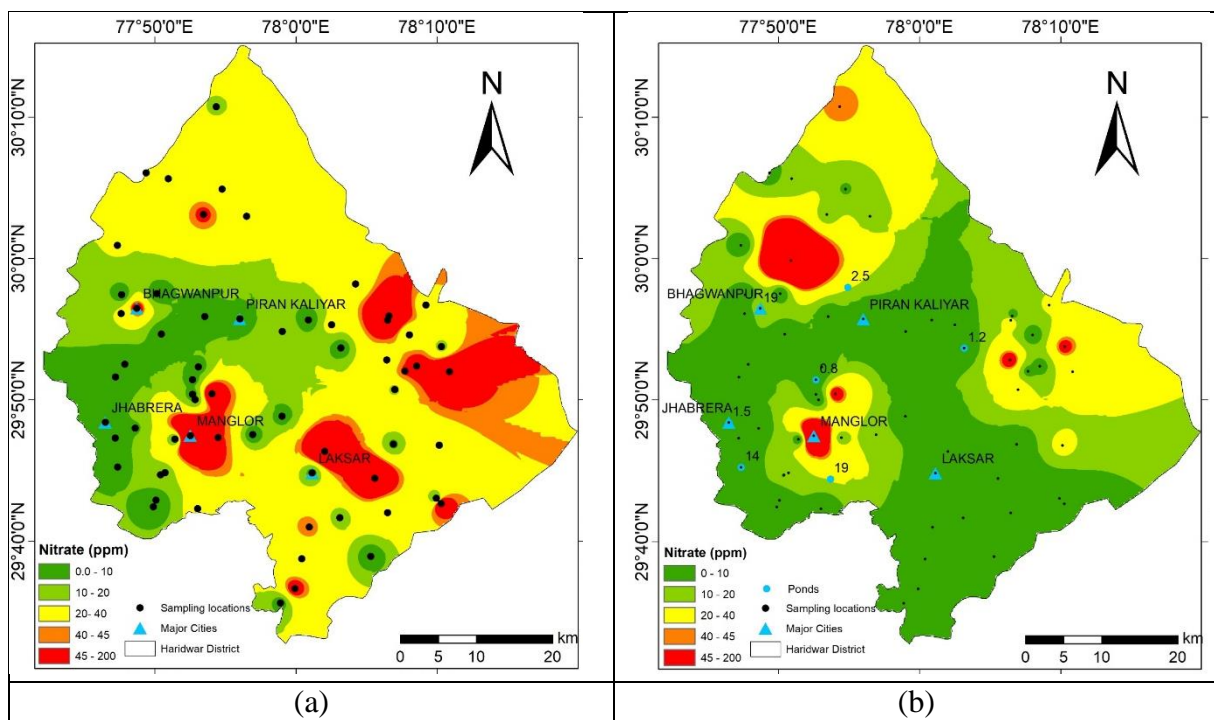 77°50'0"E 78°0'0"E 78°10'0"E
30°10'0"N
30°0'0"N
29°50'0"N
29°40'0"N
N
BHAGWANPUR
PIRAN KALIYAR
JHABRERA
MANGLOR
LAKSAR
Nitrate (ppm)
0.0 - 10
10 - 20
20 - 40
40 - 45
45 - 200
Sampling locations
Major Cities
Haridwar District
km
0 5 10 20
(a)
77°50'0"E 78°0'0"E 78°10'0"E
30°10'0"N
30°0'0"N
29°50'0"N
29°40'0"N
N
2.5
BHAGWANPUR 19
PIRAN KALIYAR
1.2
0.8
JHABRERA 1.5
MANGLOR
14
19
LAKSAR
Nitrate (ppm)
0 - 10
10 - 20
20 - 40
40 - 45
45 - 200
Ponds
Sampling locations
Major Cities
Haridwar District
km
0 5 10 20
(b)